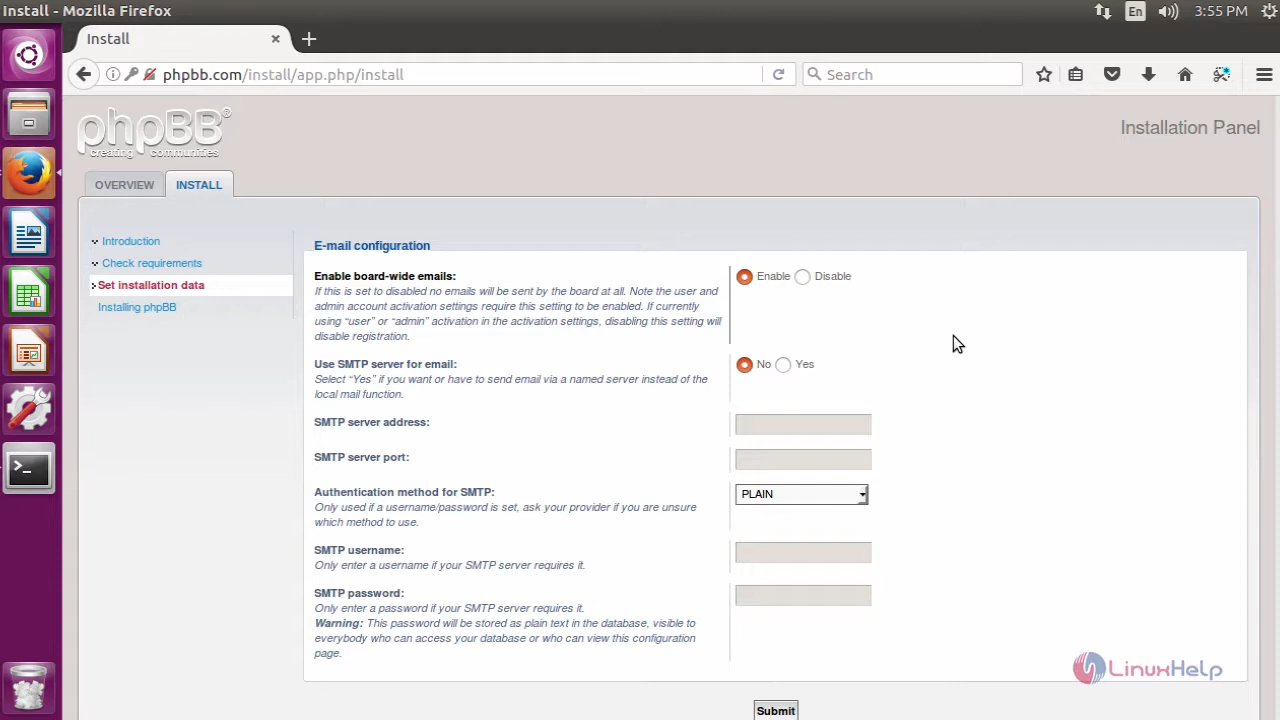 Install - Mozilla Firefox
En
3:55 PM
Install
phpbb.com/install/app.php/install
Search
phpBB®
creating communities
Installation Panel
OVERVIEW
INSTALL
Introduction
Check requirements
Set installation data
Installing phpBB
E-mail configuration
Enable board-wide emails:
Enable Disable
If this is set to disabled no emails will be sent by the board at all. Note the user and
admin account activation settings require this setting to be enabled. If currently
using “user” or “admin” activation in the activation settings, disabling this setting will
disable registration.
Use SMTP server for email:
No Yes
Select “Yes” if you want or have to send email via a named server instead of the
local mail function.
SMTP server address:
SMTP server port:
Authentication method for SMTP:
PLAIN
Only used if a username/password is set, ask your provider if you are unsure
which method to use.
SMTP username:
Only enter a username if your SMTP server requires it.
SMTP password:
Only enter a password if your SMTP server requires it.
Warning: This password will be stored as plain text in the database, visible to
everybody who can access your database or who can view this configuration
page.
LinuxHelp
Submit